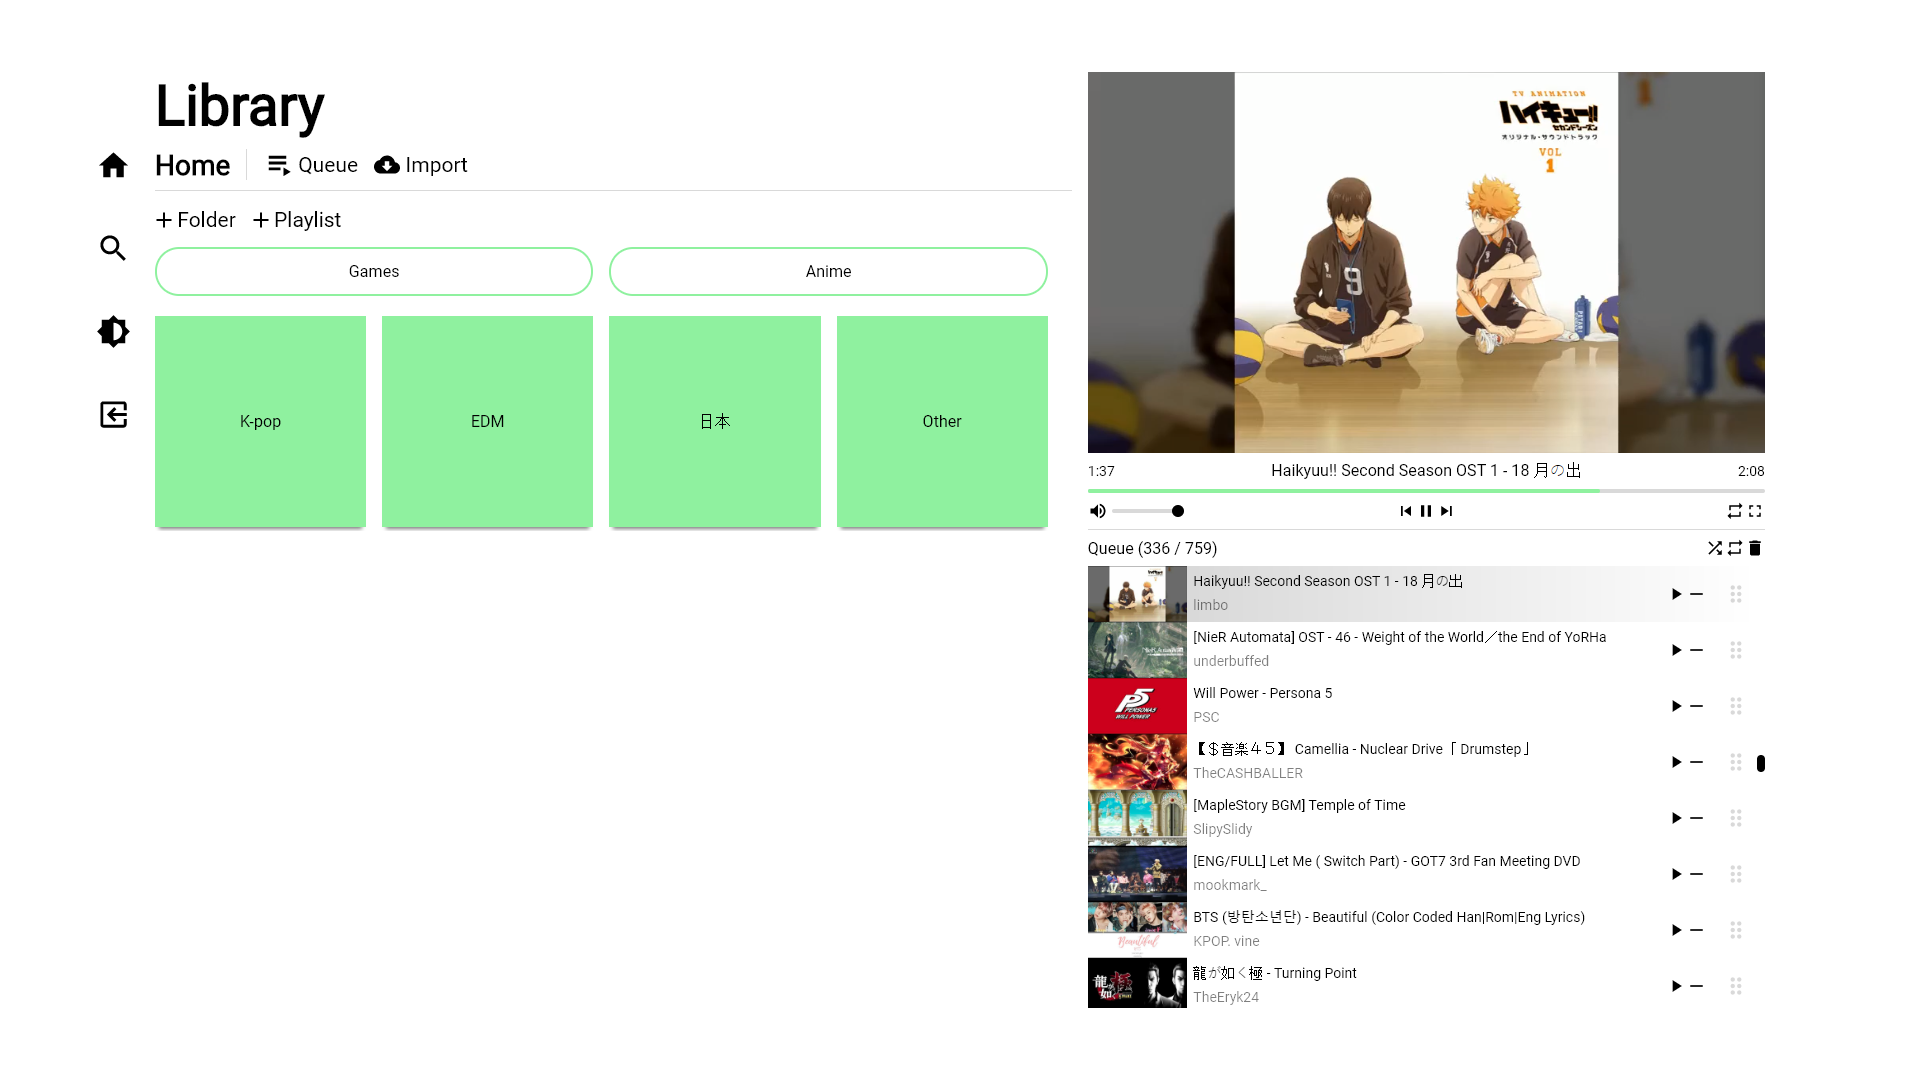 Library
Home
Queue
Import
Folder
Playlist
Games
Anime
K-pop
EDM
日本
Other
TV ANIMATION
ハイキュー!!
セカンドシーズン
オリジナル・サウンドトラック
VOL
1
9
1:37
Haikyuu!! Second Season OST 1 - 18 月の出
2:08
Queue (336 / 759)
Haikyuu!! Second Season OST 1 - 18 月の出
limbo
[NieR Automata] OST - 46 - Weight of the World／the End of YoRHa
underbuffed
Will Power - Persona 5
PSC
P5
PERSONA5
WILL POWER
【＄音楽４５】 Camellia - Nuclear Drive「 Drumstep」
TheCASHBALLER
[MapleStory BGM] Temple of Time
SlipySlidy
[ENG/FULL] Let Me ( Switch Part) - GOT7 3rd Fan Meeting DVD
mookmark_
BTS (방탄소년단) - Beautiful (Color Coded Han|Rom|Eng Lyrics)
KPOP. vine
Beautiful
龍が如く極 - Turning Point
TheEryk24